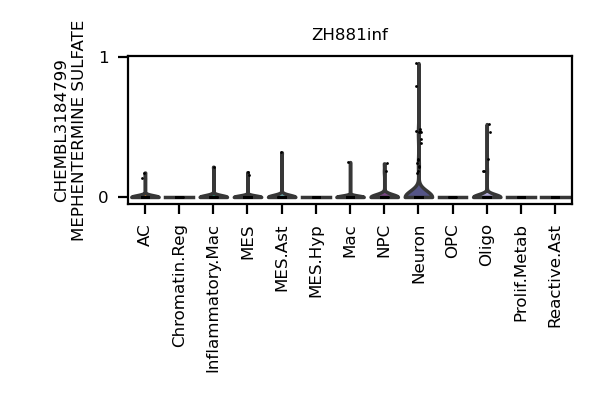 ZH881inf
CHEMBL3184799
MEPHENTERMINE SULFATE
1
0
AC
Chromatin.Reg
Inflammatory.Mac
MES
MES.Ast
MES.Hyp
Mac
NPC
Neuron
OPC
Oligo
Prolif.Metab
Reactive.Ast